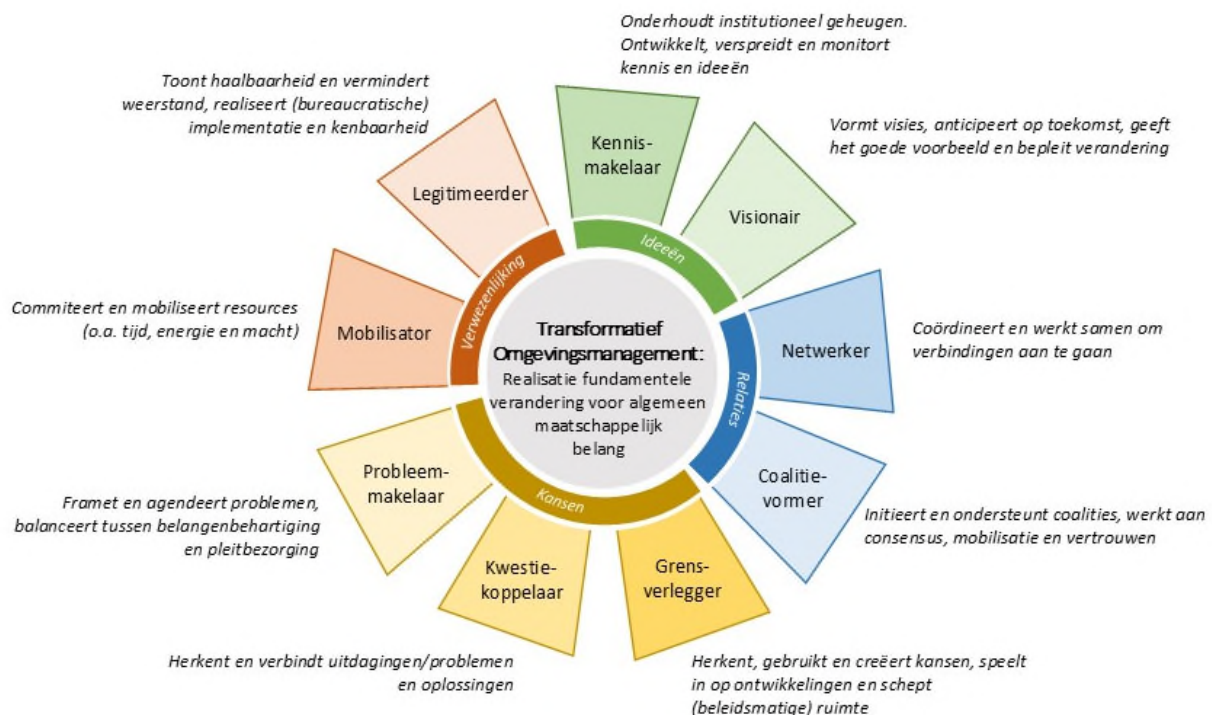 Onderhoudt institutioneel geheugen.
Ontwikkelt, verspreidt en monitort
kennis en ideeën
Toont haalbaarheid en vermindert
weerstand, realiseert (bureaucratische)
implementatie en kenbaarheid
Vormt visies, anticipeert op toekomst, geeft
het goede voorbeeld en bepleit verandering
Kennis-
makelaar
Legitimeerder
Visionair
Ideeën
Verwezenlijking
Commiteert en mobiliseert resources
(o.a. tijd, energie en macht)
Mobilisator
Transformatief
Omgevingsmanagement:
Realisatie fundamentele
verandering voor algemeen
maatschappelijk
belang
Netwerker
Coördineert en werkt samen om
verbindingen aan te gaan
Relaties
Probleem-
makelaar
Kansen
Coalitie-
vormer
Framet en agendeert problemen,
balanceert tussen belangenbehartiging
en pleitbezorging
Initieert en ondersteunt coalities, werkt aan
consensus, mobilisatie en vertrouwen
Kwestie-
koppelaar
Grens-
verlegger
Herkent en verbindt uitdagingen/problemen
en oplossingen
Herkent, gebruikt en creëert kansen, speelt
in op ontwikkelingen en schept
(beleidsmatige) ruimte